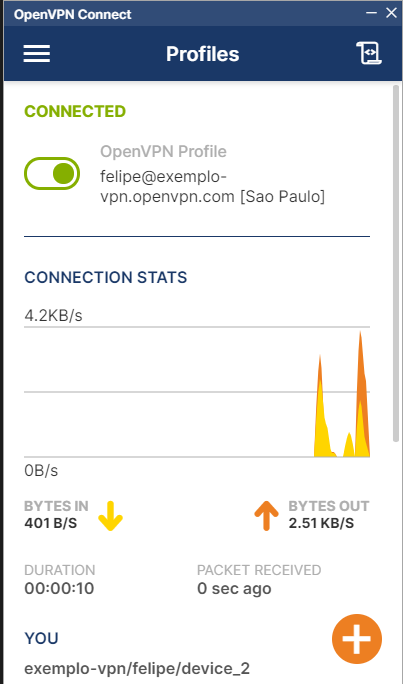 OpenVPN Connect
Profiles
CONNECTED
OpenVPN Profile
felipe@exemplo-
vpn.openvpn.com [Sao Paulo]
CONNECTION STATS
4.2KB/s
0B/s
BYTES IN
401 B/S
BYTES OUT
2.51 KB/S
DURATION
00:00:10
PACKET RECEIVED
0 sec ago
YOU
exemplo-vpn/felipe/device_2